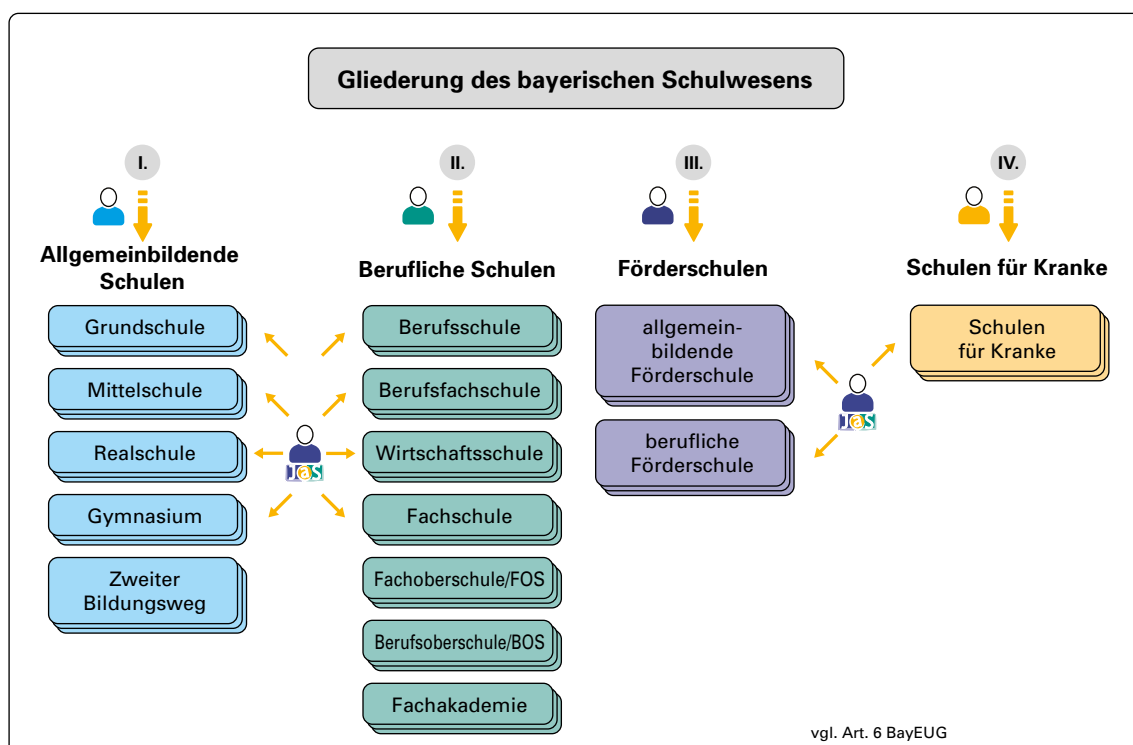 Gliederung des bayerischen Schulwesens
I.
Allgemeinbildende
Schulen
Grundschule
Mittelschule
Realschule
Gymnasium
Zweiter
Bildungsweg
JaS
II.
Berufliche Schulen
Berufsschule
Berufsfachschule
Wirtschaftsschule
Fachschule
Fachoberschule/FOS
Berufsoberschule/BOS
Fachakademie
III.
Förderschulen
allgemein-
bildende
Förderschule
berufliche
Förderschule
JaS
IV.
Schulen für Kranke
Schulen
für Kranke
vgl. Art. 6 BayEUG